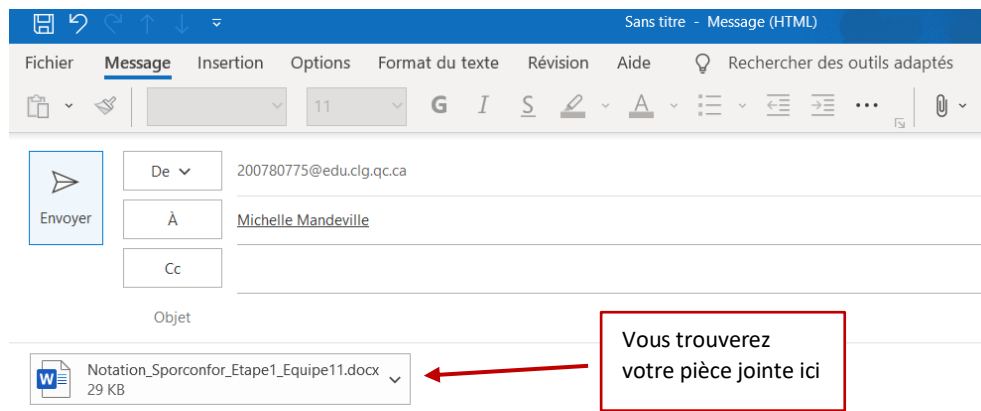 Sans titre - Message (HTML)
Fichier Message Insertion Options Format du texte Révision Aide Rechercher des outils adaptés
11 G I S A
De 200780775@edu.clg.qc.ca
Envoyer À Michelle Mandeville
Cc
Objet
Vous trouverez
votre pièce jointe ici
Notation_Sporconfor_Etape1_Equipe11.docx
29 KB